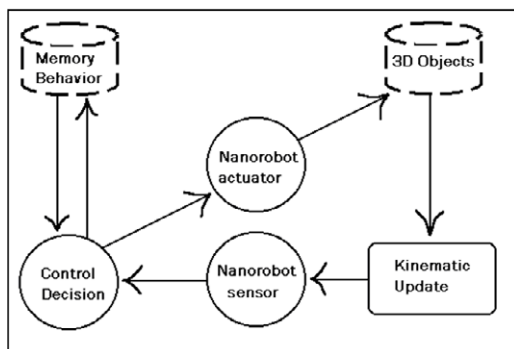 Memory
Behavior
3D Objects
Nanorobot
actuator
Control
Decision
Nanorobot
sensor
Kinematic
Update